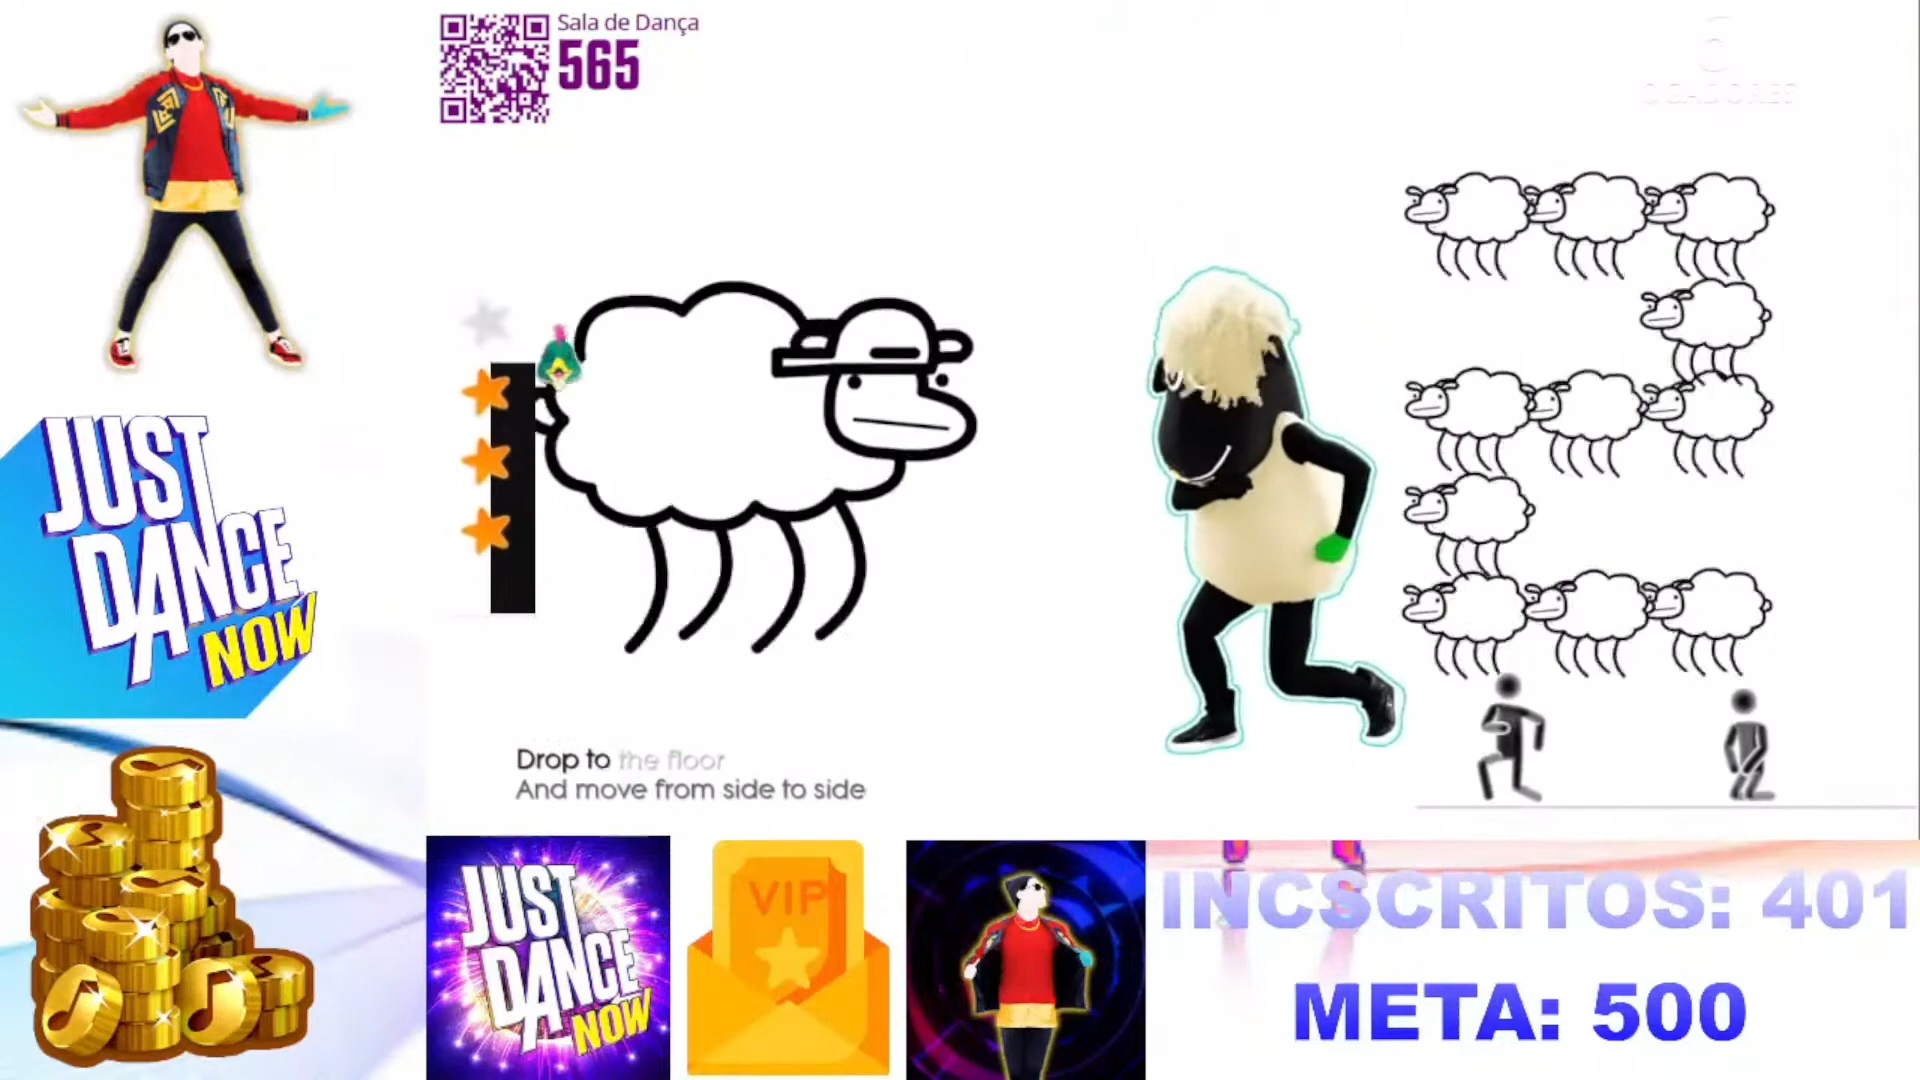 Sala de Dança
565
JUST
DANCE
NOW
Drop to the floor
And move from side to side
JUST
DANCE
NOW
VIP
INCSCRITOS: 401
META: 500